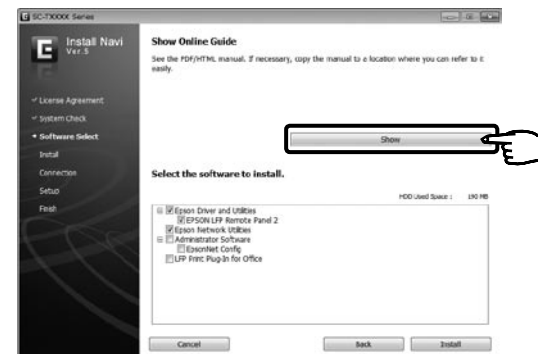 SC-TXXXX Series
Install Navi
Ver.5
License Agreement
System Check
Software Select
Install
Connection
Setup
Finish
Show Online Guide
See the PDF/HTML manual. If necessary, copy the manual to a location where you can refer to it
easily.
Show
Select the software to install.
HDD Used Space : 190 MB
Epson Driver and Utilities
EPSON LFP Remote Panel 2
Epson Network Utilities
Administrator Software
EpsonNet Config
LFP Print Plug-In for Office
Cancel
Back
Install